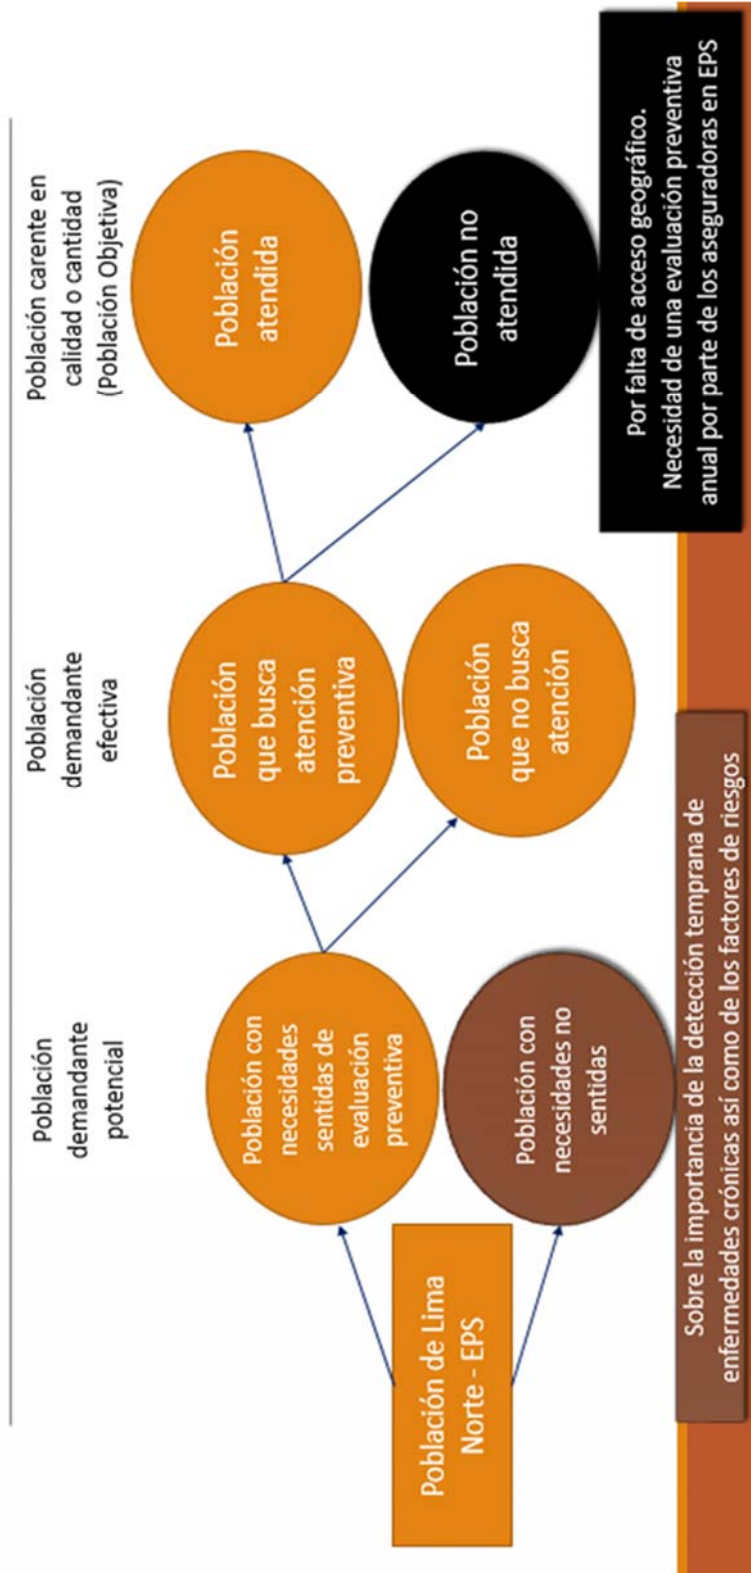 Población
demandante
potencial
Población
demandante
efectiva
Población carente en
calidad o cantidad
(Población Objetiva)
Población de Lima
Norte - EPS
Población con
necesidades
sentidas de
evaluación
preventiva
Población con
necesidades no
sentidas
Población
que busca
atención
preventiva
Población
que no busca
atención
Población
atendida
Población no
atendida
Sobre la importancia de la detección temprana de
enfermedades crónicas así como de los factores de riesgos
Por falta de acceso geográfico.
Necesidad de una evaluación preventiva
anual por parte de los aseguradoras en EPS